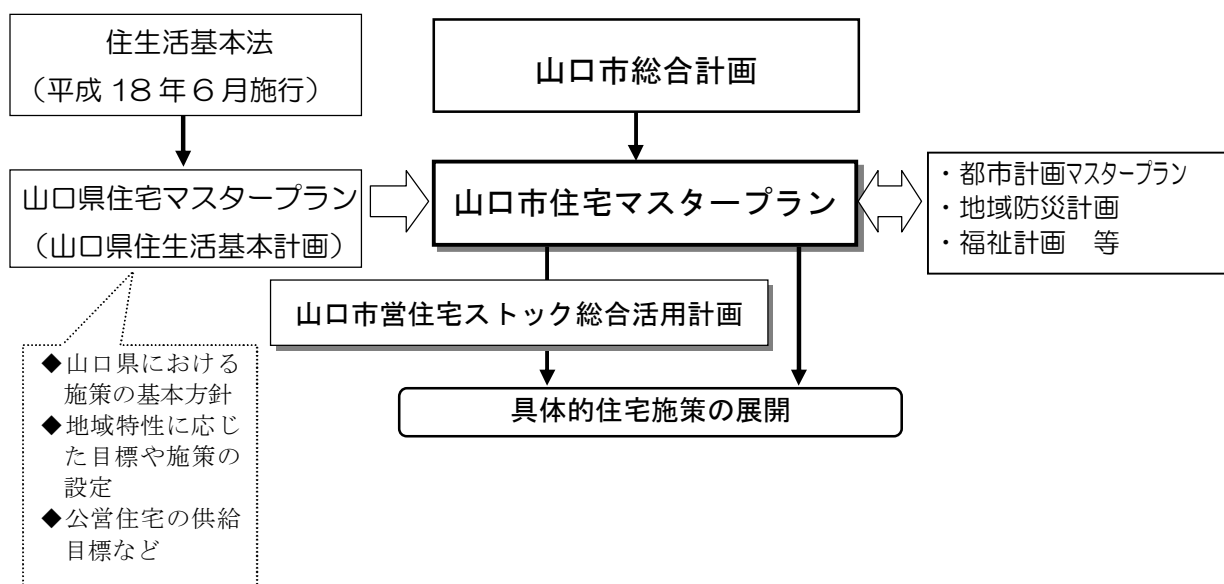 住生活基本法
（平成 18 年 6 月施行）
山口市総合計画
山口県住宅マスタープラン
（山口県住生活基本計画）
山口市住宅マスタープラン
・都市計画マスタープラン
・地域防災計画
・福祉計画　等
山口市営住宅ストック総合活用計画
具体的住宅施策の展開
◆山口県における
施策の基本方針
◆地域特性に応じ
た目標や施策の
設定
◆公営住宅の供給
目標など